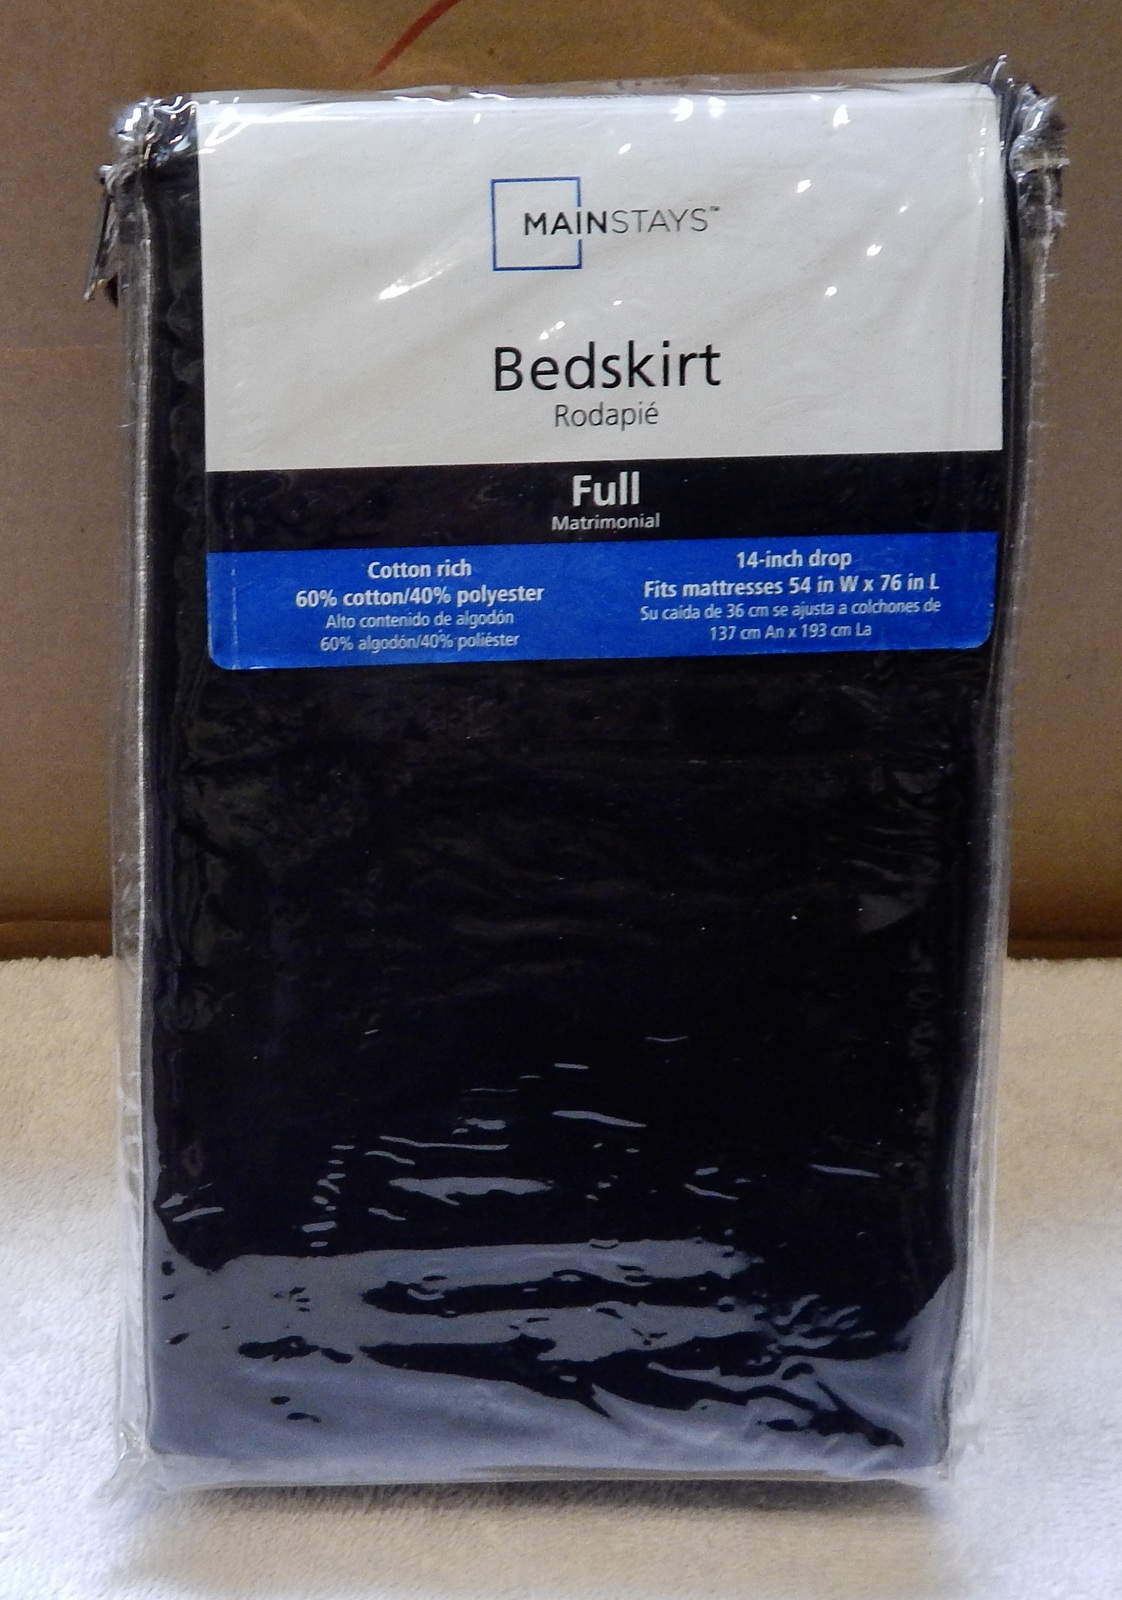 MAINSTAYS™
Bedskirt
Rodapié
Full
Matrimonial
Cotton rich
60% cotton/40% polyester
Alto contenido de algodón
60% algodón/40% poliéster
14-inch drop
Fits mattresses 54 in W x 76 in L
Su caída de 36 cm se ajusta a colchones de
137 cm An x 193 cm La